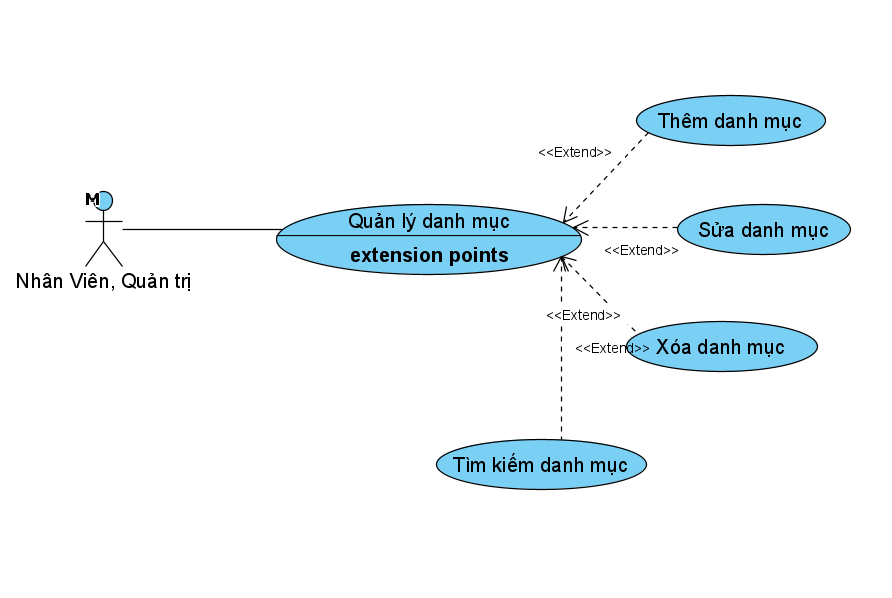 Thêm danh mục
<<Extend>>
M
Quản lý danh mục
extension points
Sửa danh mục
<<Extend>>
Nhân Viên, Quản trị
<<Extend>>
<<Extend>>
Xóa danh mục
Tìm kiếm danh mục